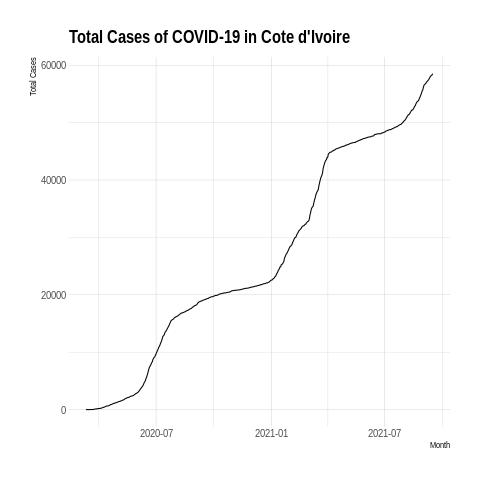 Total Cases of COVID-19 in Cote d'Ivoire
Total Cases
60000
40000
20000
0
2020-07
2021-01
2021-07
Month